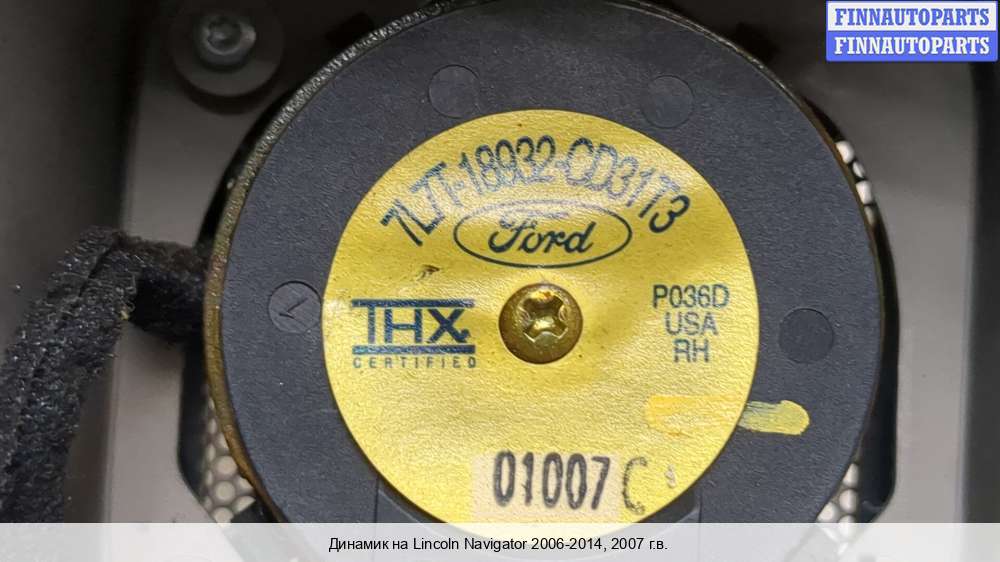 FINNAUTOPARTS
FINNAUTOPARTS
7L7T-18932-CD31T3
Ford
THX
CERTIFIED
P036D
USA
RH
01007 C
Динамик на Lincoln Navigator 2006-2014, 2007 г.в.